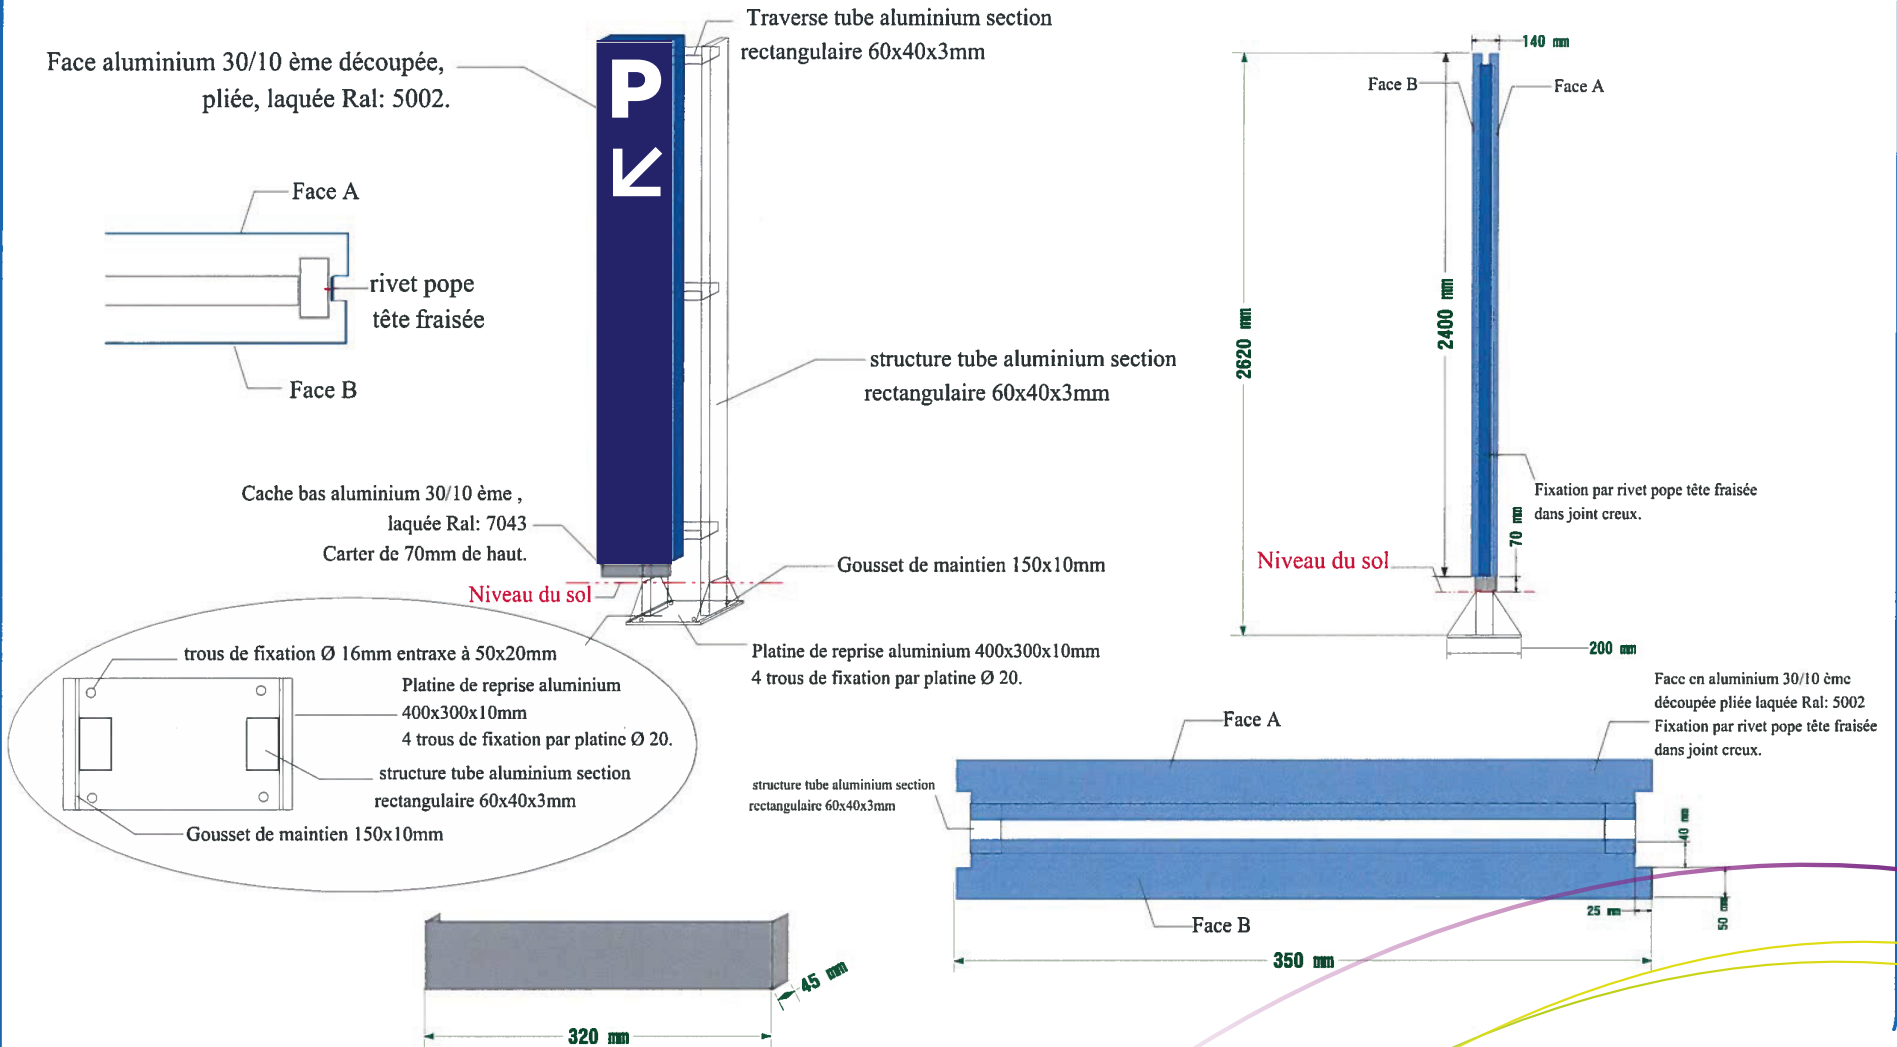 Face aluminium 30/10 ème découpée,
pliée, laquée Ral: 5002.
P
Traverse tube aluminium section
rectangulaire 60x40x3mm
Face A
rivet pope
tête fraisée
Face B
structure tube aluminium section
rectangulaire 60x40x3mm
Cache bas aluminium 30/10 ème ,
laquée Ral: 7043
Carter de 70mm de haut.
Niveau du sol
Gousset de maintien 150x10mm
Platine de reprise aluminium 400x300x10mm
4 trous de fixation par platine Ø 20.
trous de fixation Ø 16mm entraxe à 50x20mm
Platine de reprise aluminium
400x300x10mm
4 trous de fixation par platine Ø 20.
structure tube aluminium section
rectangulaire 60x40x3mm
Gousset de maintien 150x10mm
45 mm
320 mm
140 mm
Face B
Face A
2620 mm
2400 mm
Fixation par rivet pope tête fraisée
dans joint creux.
70 mm
Niveau du sol
200 mm
Face en aluminium 30/10 ème
découpée pliée laquée Ral: 5002
Fixation par rivet pope tête fraisée
dans joint creux.
Face A
structure tube aluminium section
rectangulaire 60x40x3mm
40 mm
25 mm
50 mm
Face B
350 mm